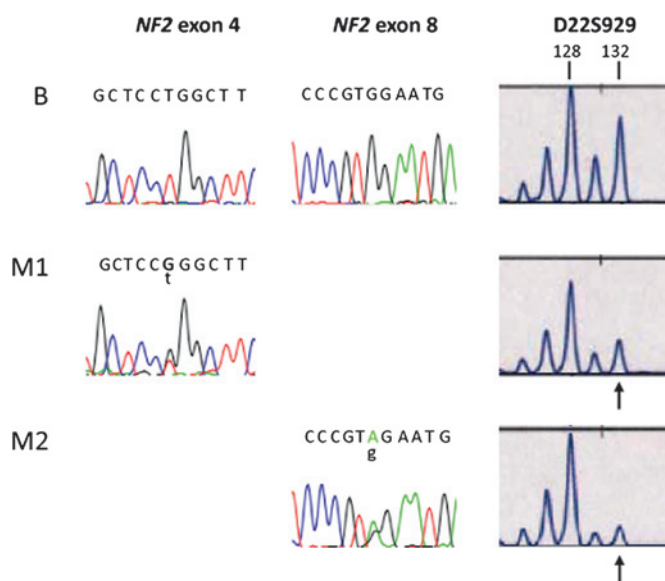 NF2 exon 4 NF2 exon 8 D22S929
128 132
B
GCTCCTGGCTT CCCGTGGAATG
M1
GCTCCGGGCTT
t
M2
CCCGTAGAATG
g